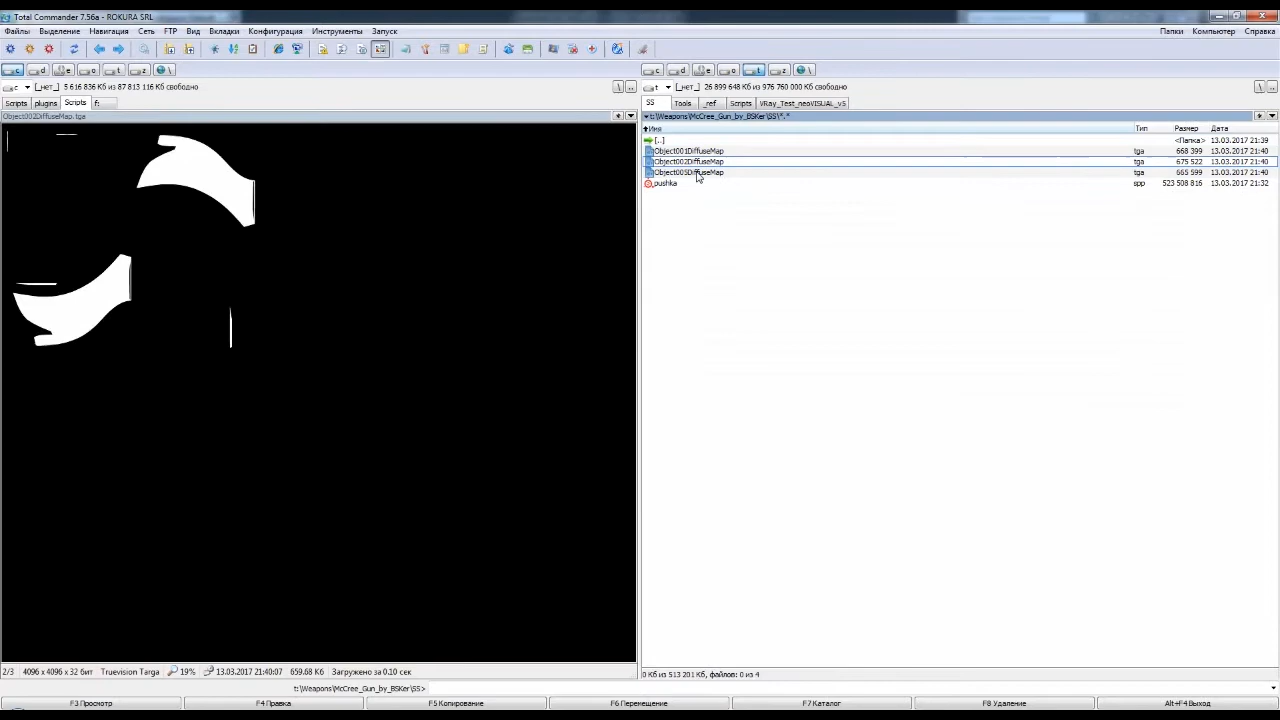 Total Commander 7.56a - ROKURA SRL
Файлы Выделение Навигация Сеть FTP Вид Вкладки Конфигурация Инструменты Запуск Папки Компьютер Справка
c d e o t z \ c d e o t z \
c [_нет_] 5 616 836 Кб из 87 813 116 Кб свободно \ .. t [_нет_] 26 899 648 Кб из 976 760 000 Кб свободно \ ..
Scripts plugins Scripts f: SS Tools _ref Scripts VRay_Test_neoVISUAL_v5
Object002DiffuseMap.tga * t:\Weapons\McCree_Gun_by_BSKer\SS\*.* *
Имя Тип Размер Дата
[..] <Папка> 13.03.2017 21:39
Object001DiffuseMap tga 668 399 13.03.2017 21:40
Object002DiffuseMap tga 675 522 13.03.2017 21:40
Object005DiffuseMap tga 665 599 13.03.2017 21:40
pushka spp 523 508 816 13.03.2017 21:32
2/3 4096 x 4096 x 32 бит Truevision Targa 19% 13.03.2017 21:40:07 659.68 Кб Загружено за 0.10 сек
0 Кб из 513 201 Кб, файлов: 0 из 4
t:\Weapons\McCree_Gun_by_BSKer\SS>
F3 Просмотр F4 Правка F5 Копирование F6 Перемещение F7 Каталог F8 Удаление Alt+F4 Выход